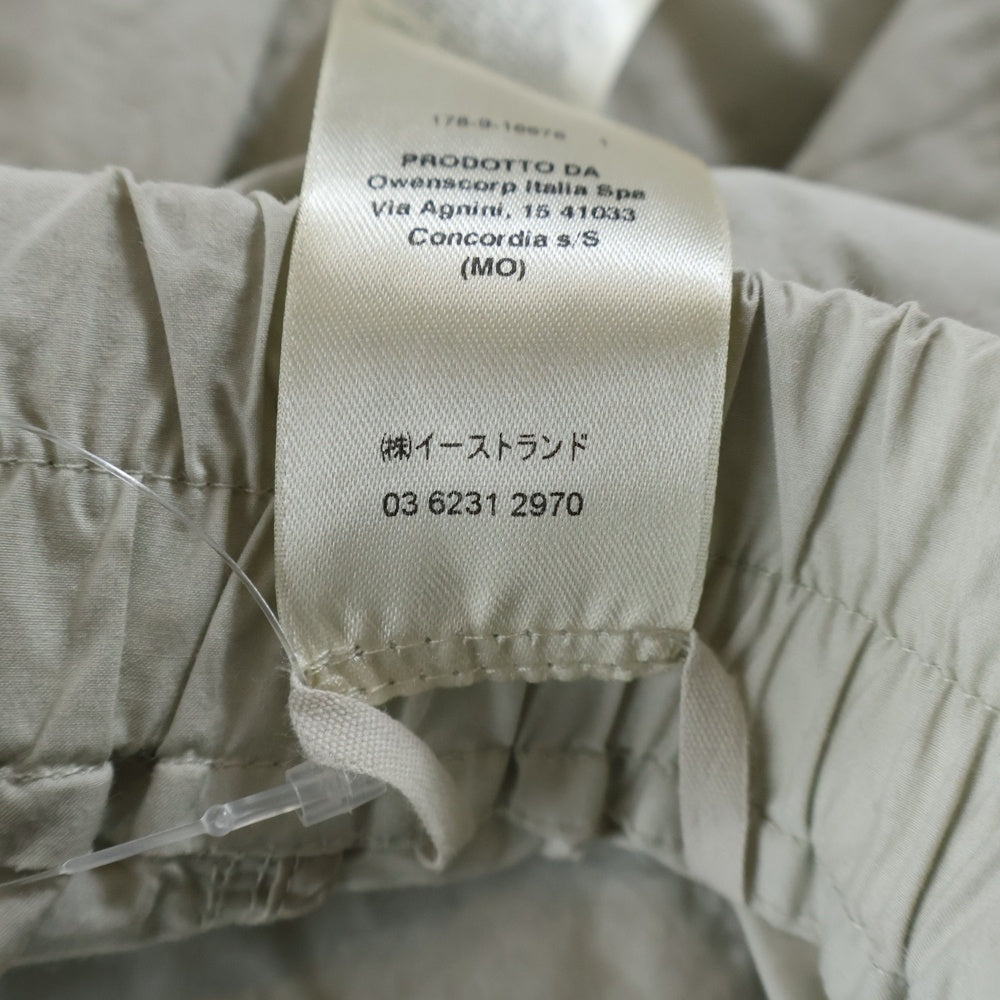 PRODOTTO DA
Owenscorp Italia Spa
Via Agnini, 15 41033
Concordia s/S
(MO)
㈱イーストランド
03 6231 2970